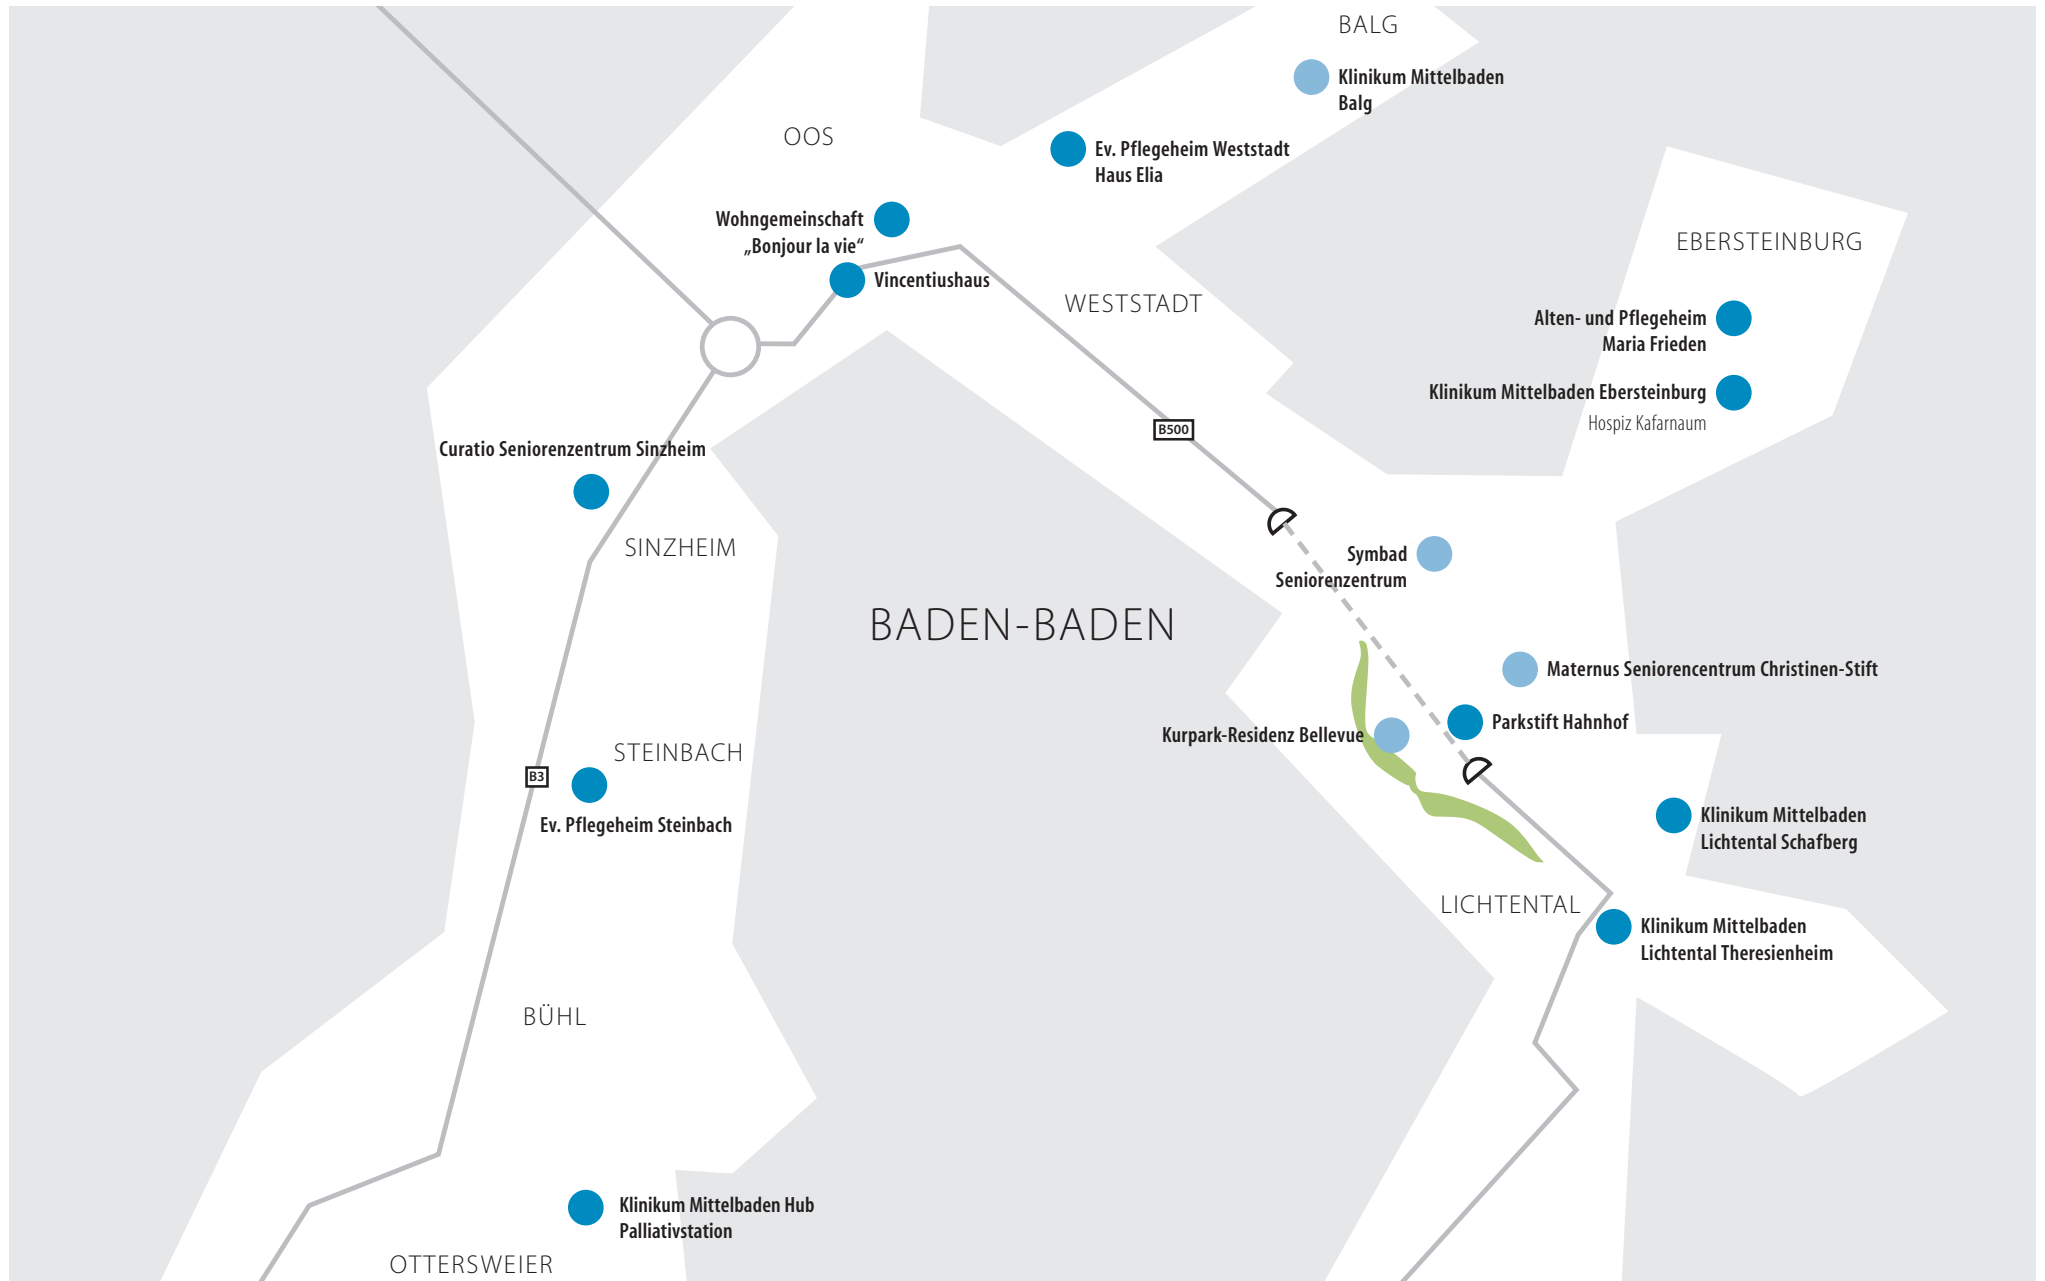 BALG
Klinikum Mittelbaden
Balg
OOS
Ev. Pflegeheim Weststadt
Haus Elia
Wohngemeinschaft
„Bonjour la vie“
Vincentiushaus
EBERSTEINBURG
WESTSTADT
Alten- und Pflegeheim
Maria Frieden
Klinikum Mittelbaden Ebersteinburg
Hospiz Kafarnaum
B500
Curatio Seniorenzentrum Sinzheim
SINZHEIM
Symbad
Seniorenzentrum
BADEN-BADEN
Maternus Seniorencentrum Christinen-Stift
Parkstift Hahnhof
Kurpark-Residenz Bellevue
STEINBACH
B3
Ev. Pflegeheim Steinbach
Klinikum Mittelbaden
Lichtental Schafberg
LICHTENTAL
Klinikum Mittelbaden
Lichtental Theresienheim
BÜHL
Klinikum Mittelbaden Hub
Palliativstation
OTTERSWEIER